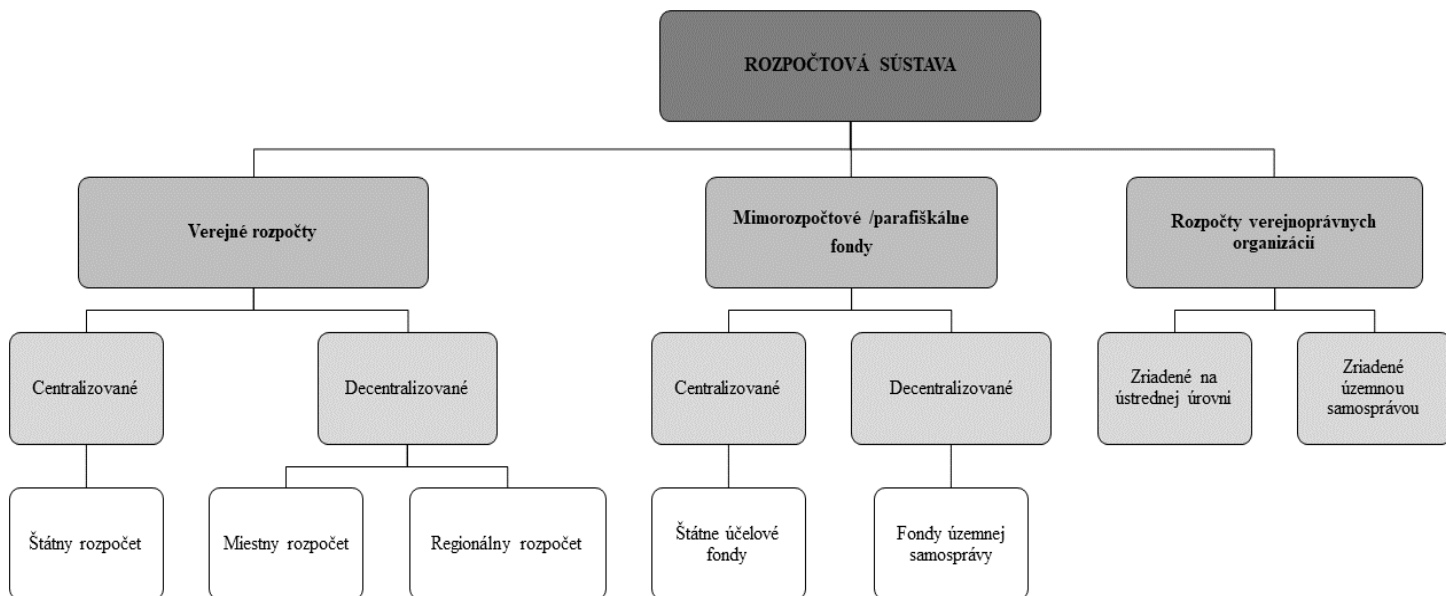 ROZPOČTOVÁ SÚSTAVA
Verejné rozpočty
Mimorozpočtové /parafiškálne
fondy
Rozpočty verejnoprávnych
organizácií
Centralizované
Decentralizované
Centralizované
Decentralizované
Zriadené na
ústrednej úrovni
Zriadené
územnou
samosprávou
Štátny rozpočet
Miestny rozpočet
Regionálny rozpočet
Štátne účelové
fondy
Fondy územnej
samosprávy